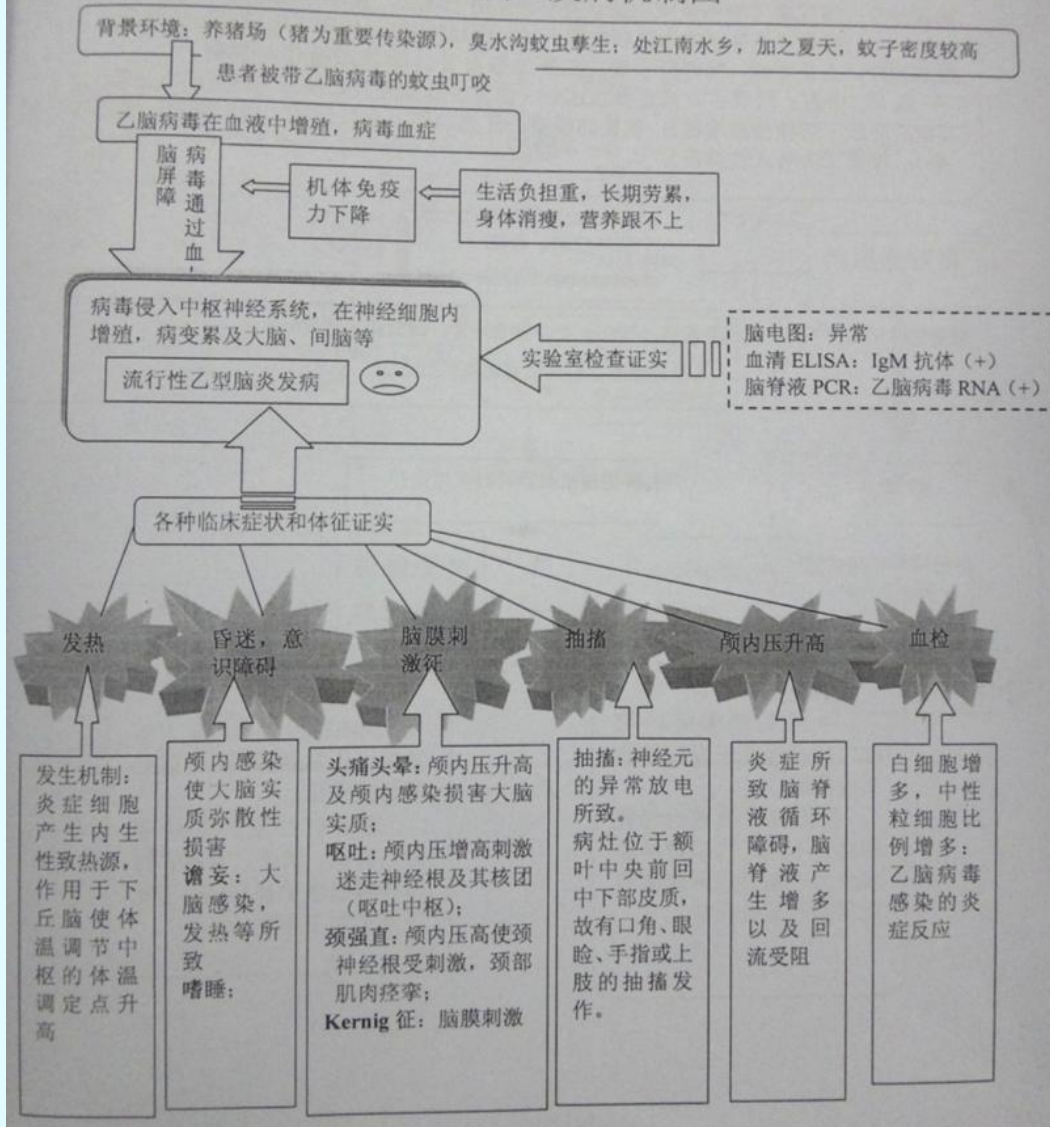 背景环境：养猪场（猪为重要传染源），臭水沟蚊虫孳生；处江南水乡，加之夏天，蚊子密度较高
患者被带乙脑病毒的蚊虫叮咬
乙脑病毒在血液中增殖，病毒血症
病毒通过血
脑屏障
机体免疫
力下降
生活负担重，长期劳累，
身体消瘦，营养跟不上
病毒侵入中枢神经系统，在神经细胞内
增殖，病变累及大脑、间脑等
流行性乙型脑炎发病
实验室检查证实
脑电图：异常
血清 ELISA：IgM 抗体（+）
脑脊液 PCR：乙脑病毒 RNA（+）
各种临床症状和体征证实
发热
昏迷，意
识障碍
脑膜刺
激征
抽搐
颅内压升高
血检
发生机制：
炎症细胞
产生内生
性致热源，
作用于下
丘脑使体
温调节中
枢的体温
调定点升
高
颅内感染
使大脑实
质弥散性
损害
谵妄：大
脑感染，
发热等所
致
嗜睡；
头痛头晕：颅内压升高
及颅内感染损害大脑
实质；
呕吐：颅内压增高刺激
迷走神经根及其核团
（呕吐中枢）；
颈强直：颅内压高使颈
神经根受刺激，颈部
肌肉痉挛；
Kernig 征：脑膜刺激
抽搐：神经元
的异常放电
所致。
病灶位于额
叶中央前回
中下部皮质，
故有口角、眼
睑、手指或上
肢的抽搐发
作。
炎症所
致脑脊
液循环
障碍，脑
脊液产
生增多
以及回
流受阻
白细胞增
多，中性
粒细胞比
例增多：
乙脑病毒
感染的炎
症反应